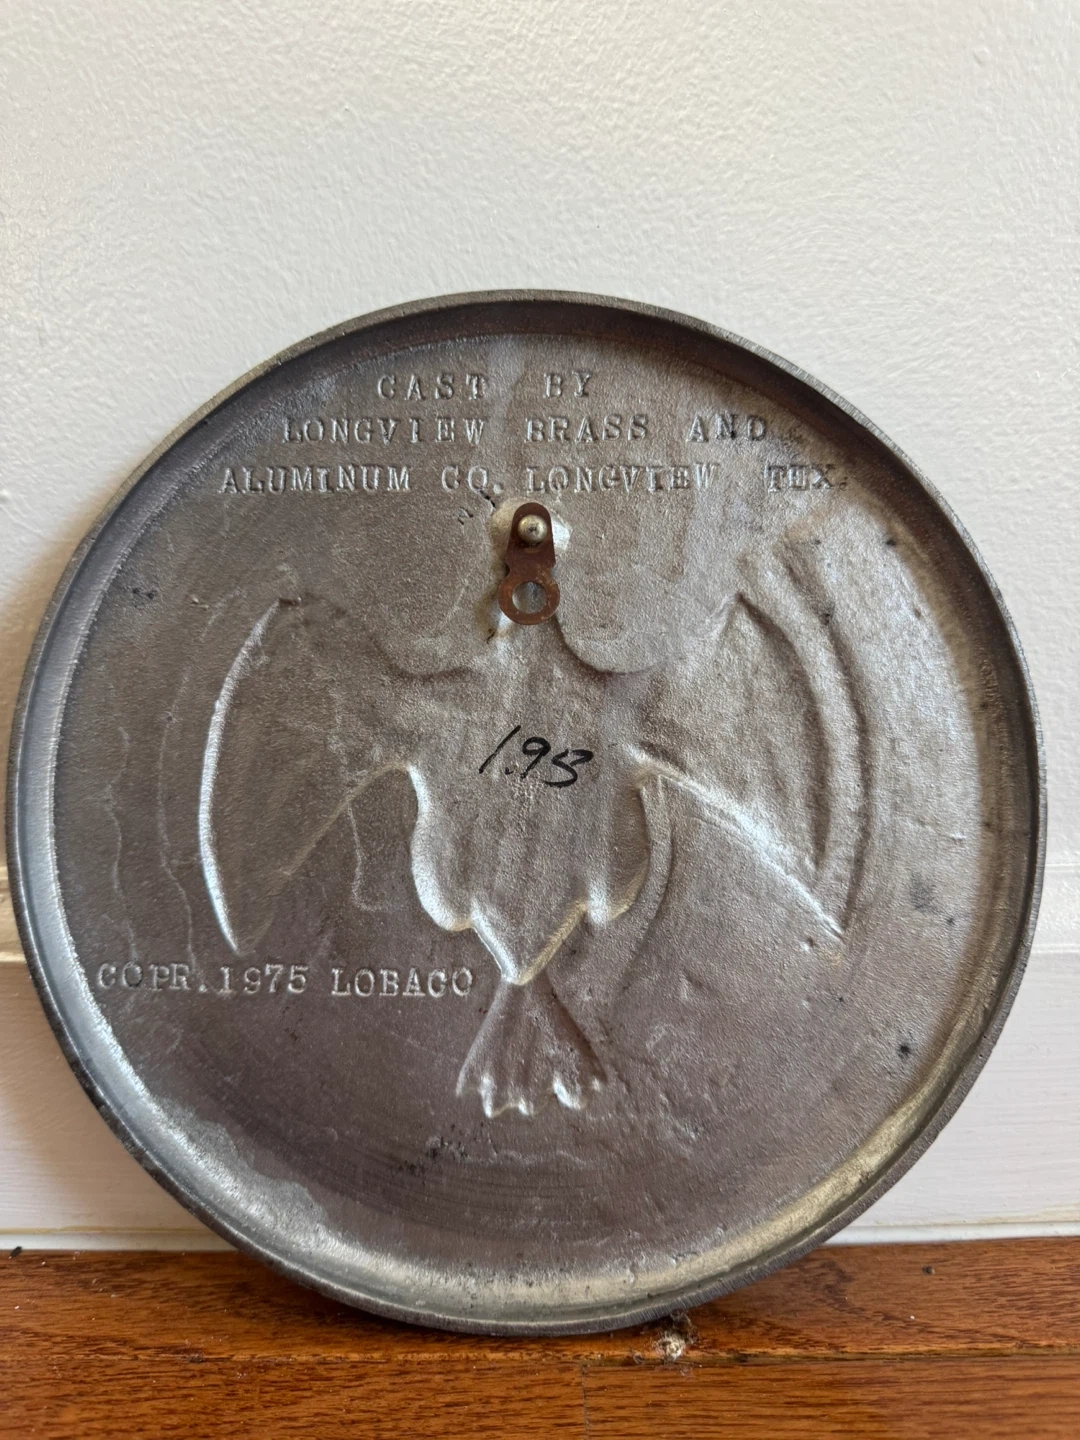 CAST BY
LONGVIEW BRASS AND
ALUMINUM CO. LONGVIEW TEX.
1.95
COPR. 1975 LOBACO